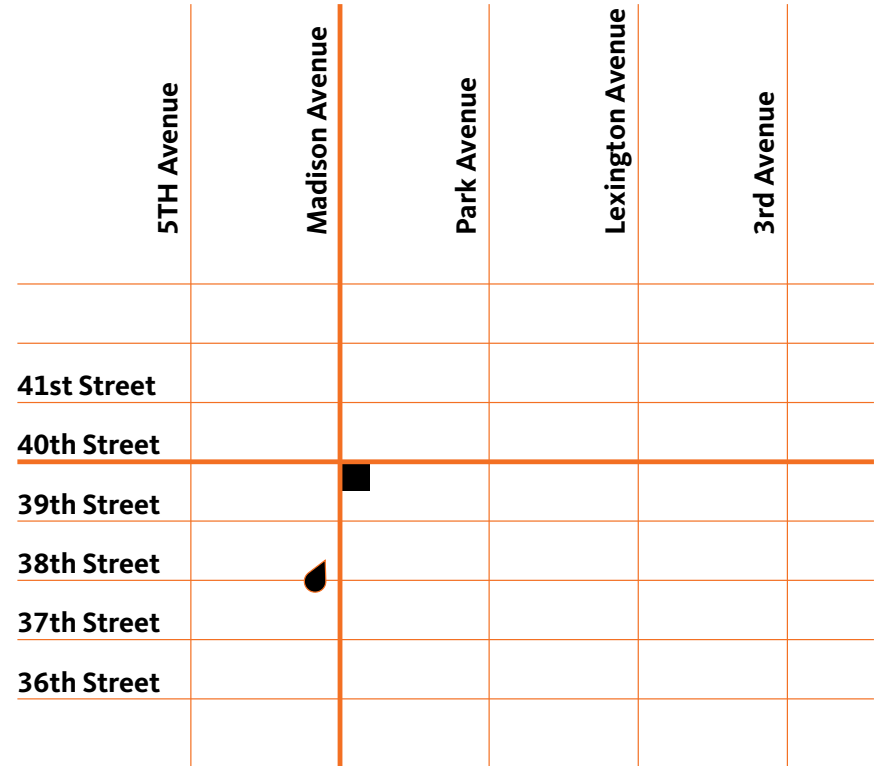 5TH Avenue
Madison Avenue
Park Avenue
Lexington Avenue
3rd Avenue
41st Street
40th Street
39th Street
38th Street
37th Street
36th Street